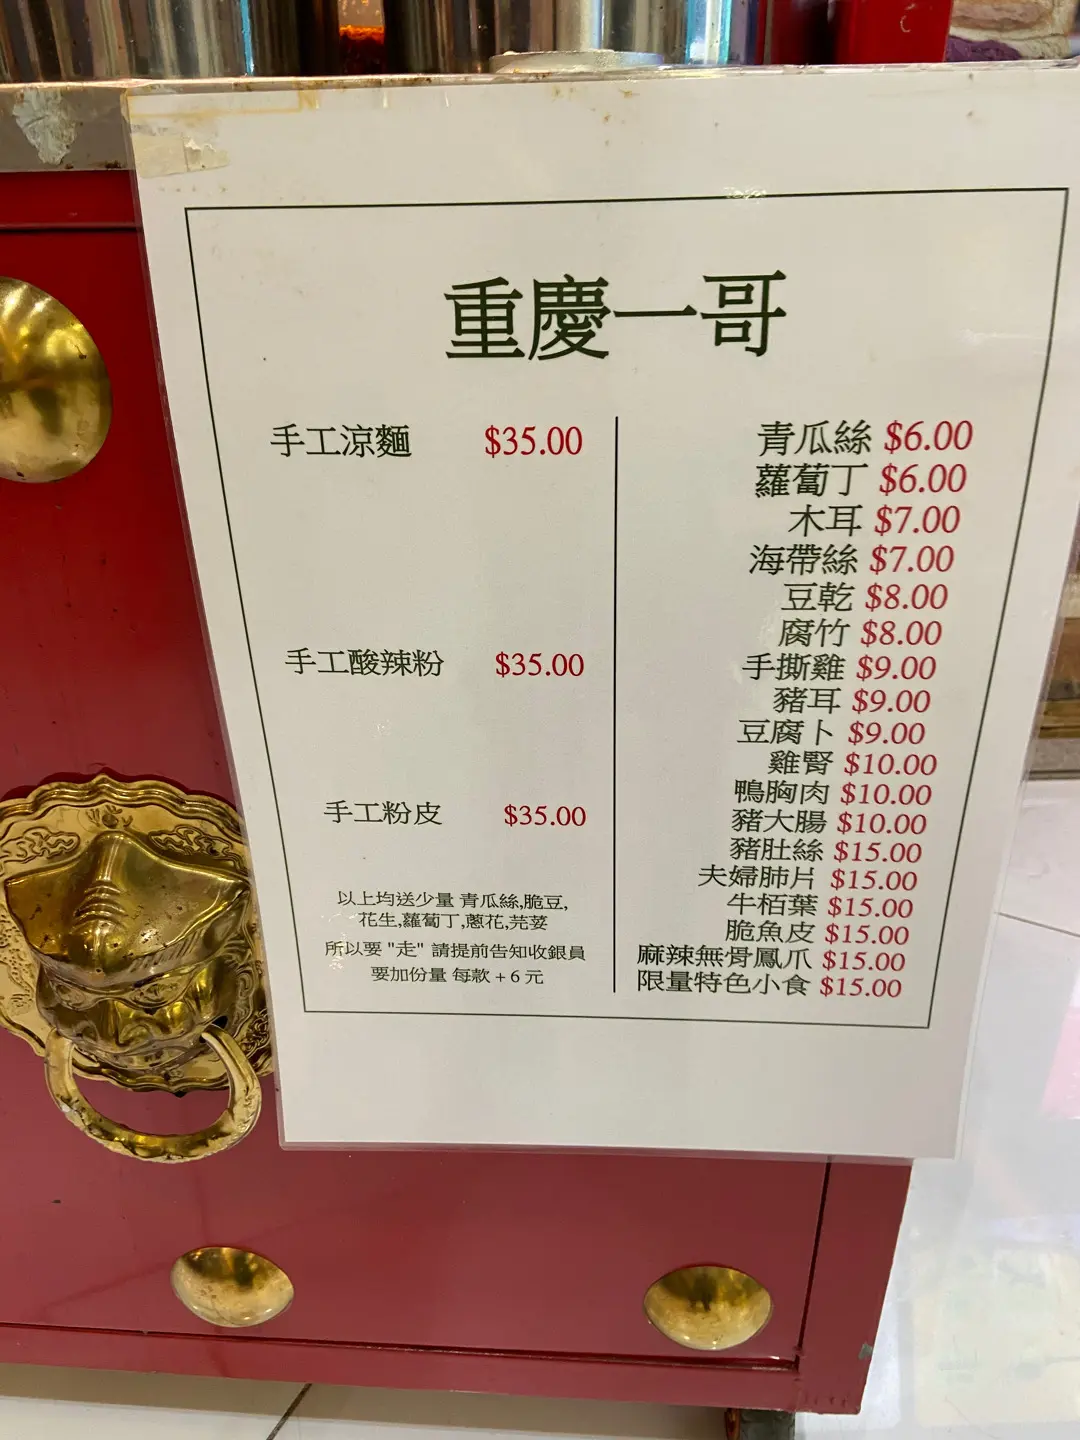 重慶一哥
手工涼麵 $35.00
手工酸辣粉 $35.00
手工粉皮 $35.00
以上均送少量 青瓜絲,脆豆,
花生,蘿蔔丁,蔥花,芫荽
所以要 "走" 請提前告知收銀員
要加份量 每款 + 6 元
青瓜絲 $6.00
蘿蔔丁 $6.00
木耳 $7.00
海帶絲 $7.00
豆乾 $8.00
腐竹 $8.00
手撕雞 $9.00
豬耳 $9.00
豆腐卜 $9.00
雞腎 $10.00
鴨胸肉 $10.00
豬大腸 $10.00
豬肚絲 $15.00
夫婦肺片 $15.00
牛栢葉 $15.00
脆魚皮 $15.00
麻辣無骨鳳爪 $15.00
限量特色小食 $15.00